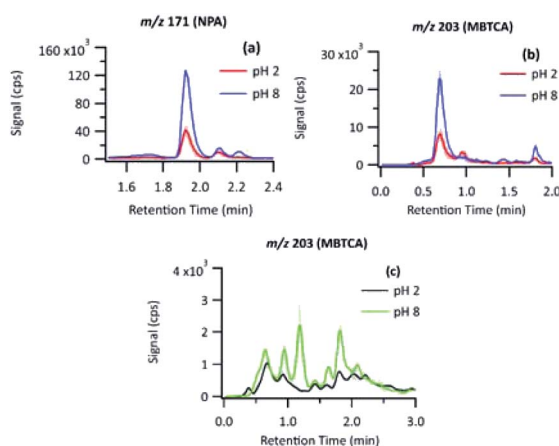 m/z 171 (NPA)
160 x10³
120
80
40
0
Signal (cps)
(a)
pH 2
pH 8
1.6
1.8
2.0
2.2
2.4
Retention Time (min)
m/z 203 (MBTCA)
30 x10³
20
10
0
Signal (cps)
(b)
pH 2
pH 8
0.0
0.5
1.0
1.5
2.0
Retention Time (min)
m/z 203 (MBTCA)
4 x10³
3
2
1
0
Signal (cps)
(c)
pH 2
pH 8
0.0
1.0
2.0
3.0
Retention Time (min)